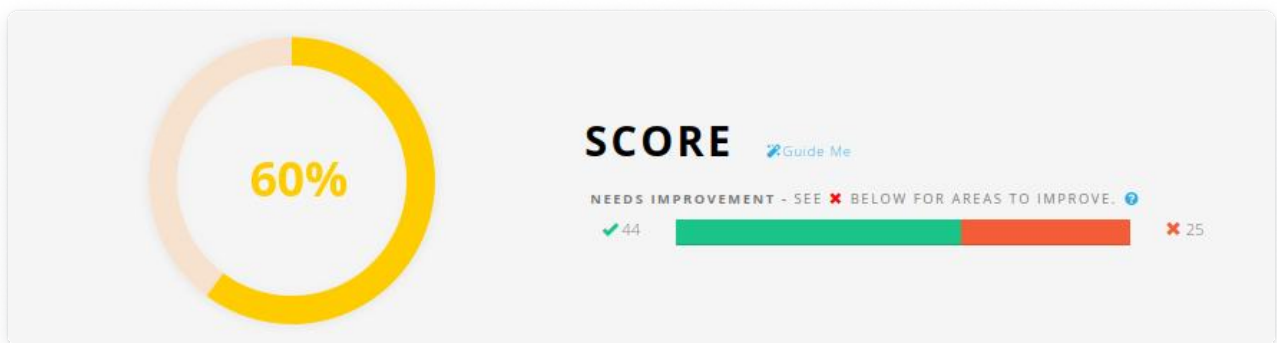 60%
SCORE
Guide Me
NEEDS IMPROVEMENT - SEE ✖ BELOW FOR AREAS TO IMPROVE. ?
✔ 44
✖ 25